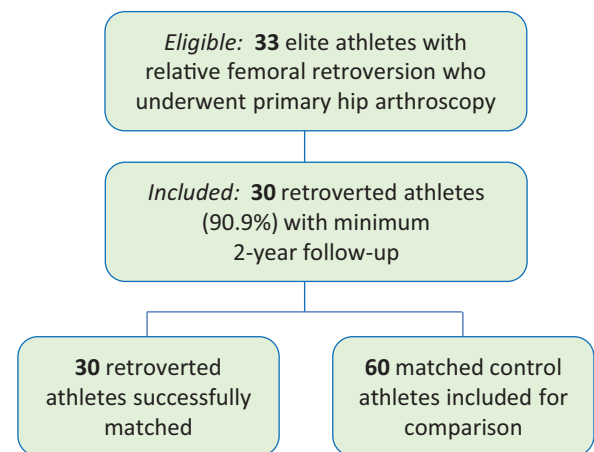 Eligible: 33 elite athletes with
relative femoral retroversion who
underwent primary hip arthroscopy
Included: 30 retroverted athletes
(90.9%) with minimum
2-year follow-up
30 retroverted
athletes successfully
matched
60 matched control
athletes included for
comparison